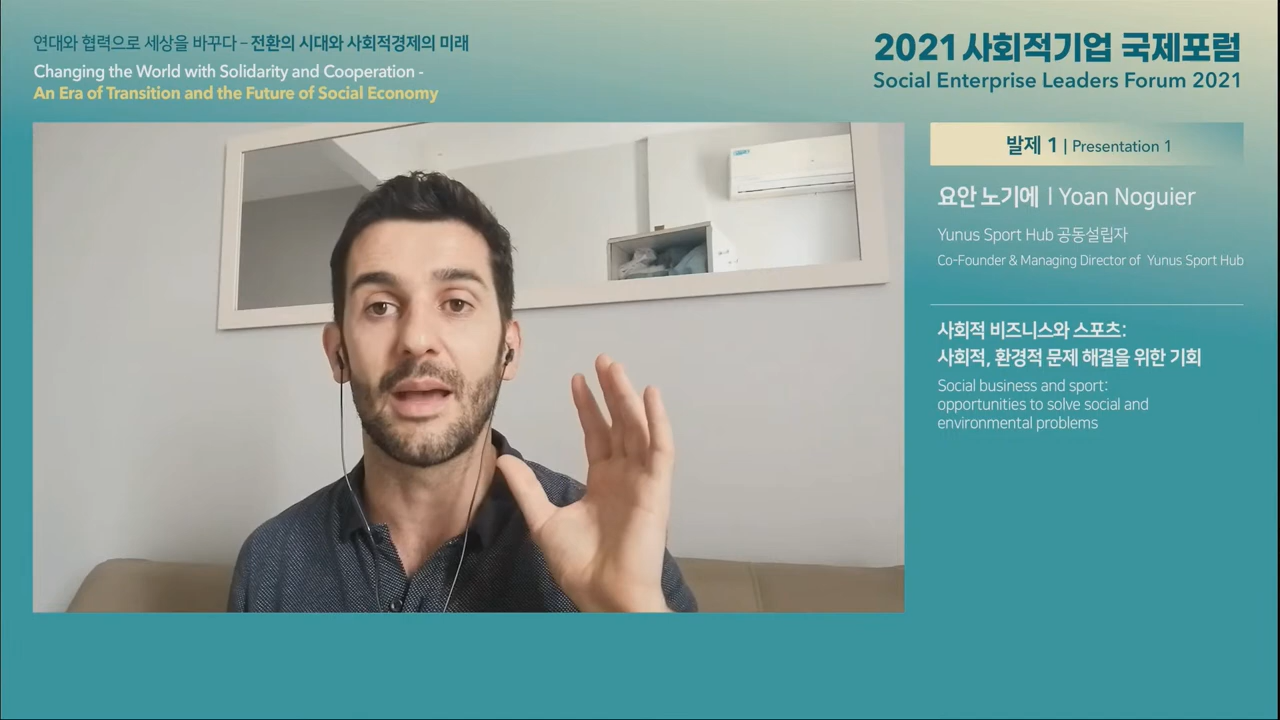 연대와 협력으로 세상을 바꾸다 – 전환의 시대와 사회적경제의 미래
Changing the World with Solidarity and Cooperation -
An Era of Transition and the Future of Social Economy
2021 사회적기업 국제포럼
Social Enterprise Leaders Forum 2021
발제 1 | Presentation 1
요안 노기에 | Yoan Noguier
Yunus Sport Hub 공동설립자
Co-Founder & Managing Director of Yunus Sport Hub
사회적 비즈니스와 스포츠:
사회적, 환경적 문제 해결을 위한 기회
Social business and sport:
opportunities to solve social and
environmental problems